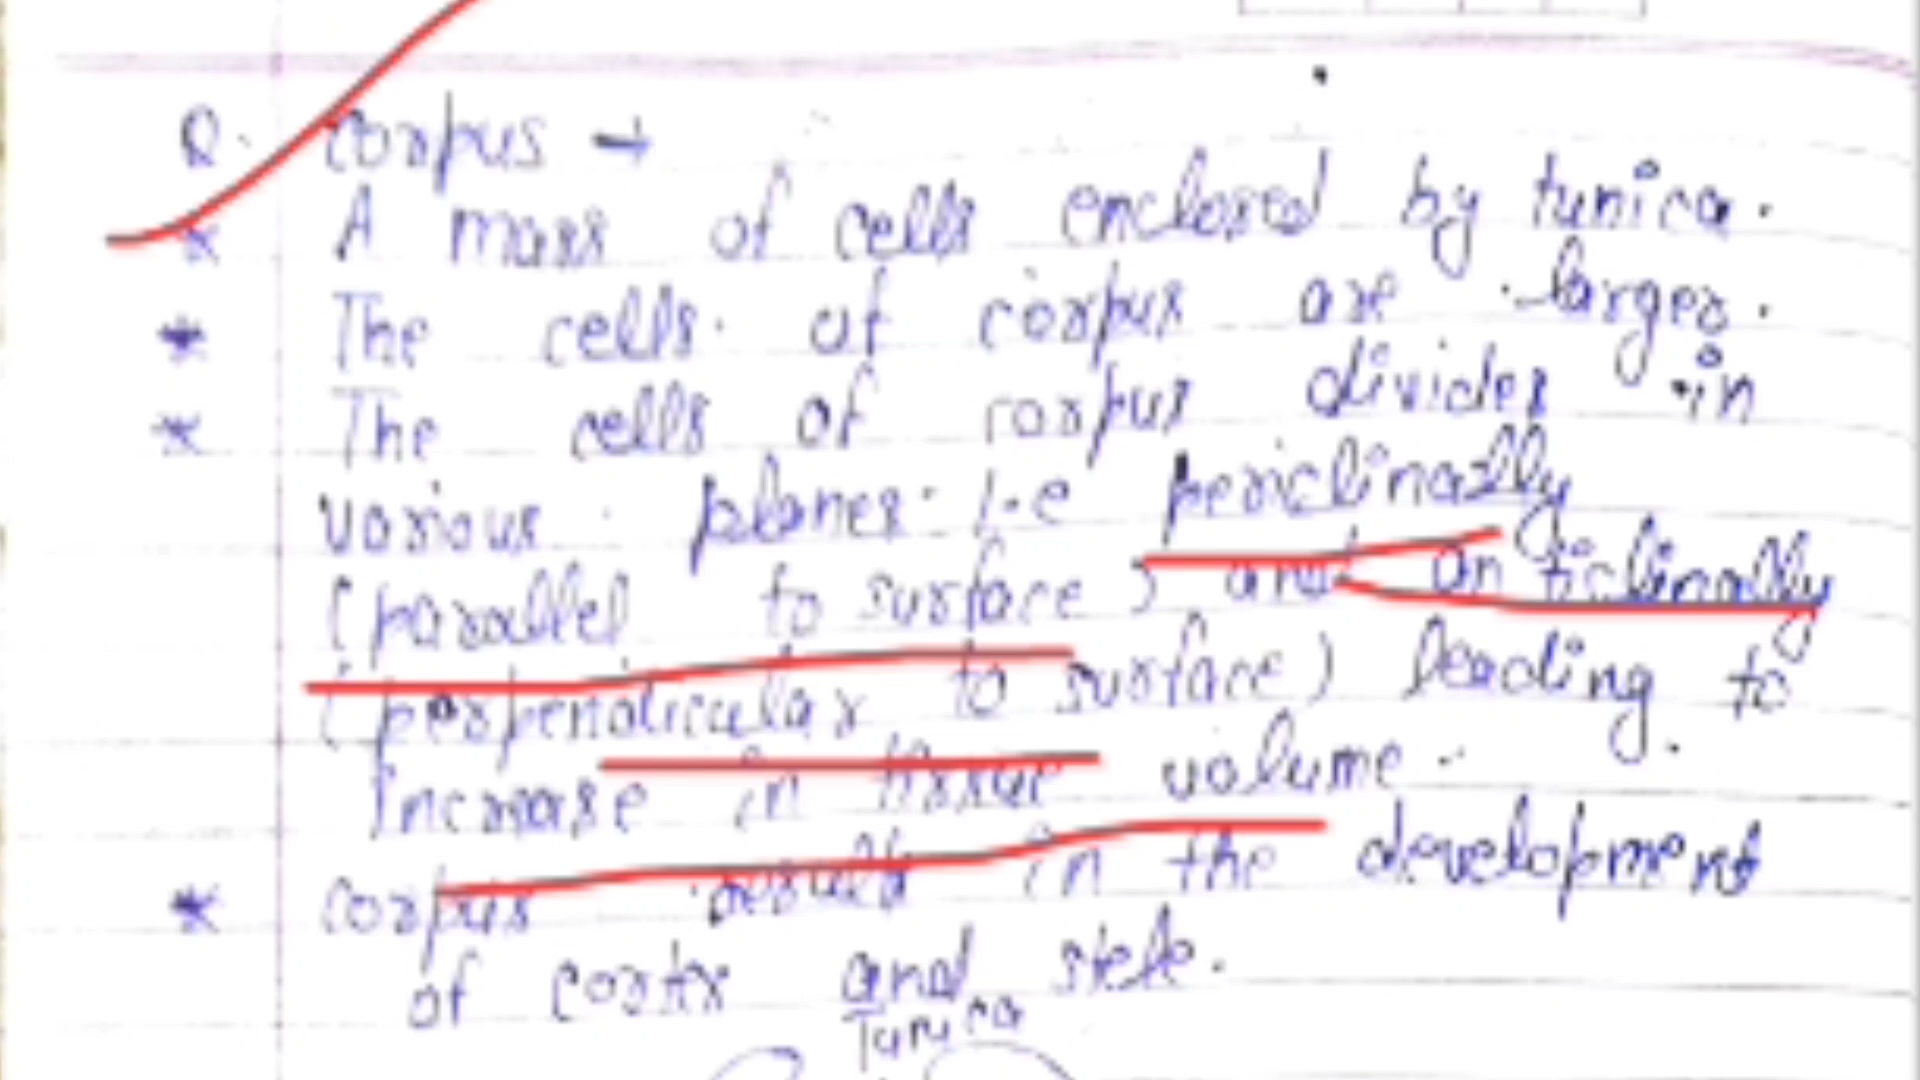 Q. Corpus →
* A mass of cells enclosed by tunica.
* The cells of corpus are larger.
* The cells of corpus divides in
various planes i.e periclinally
(parallel to surface) and anticlinally
(perpendicular to surface) leading to
Increase in tissue volume.
* Corpus result in the development
of cortex and stele.
Tunica